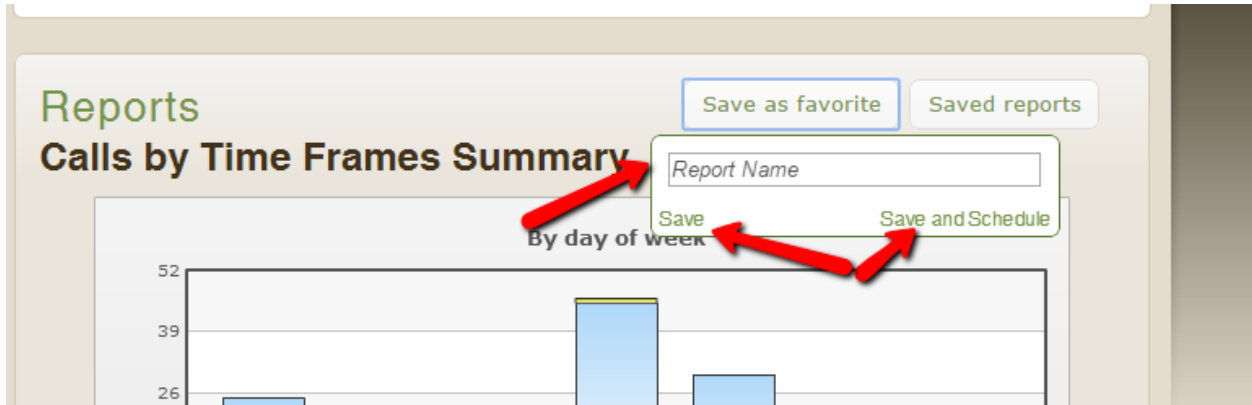 Reports
Save as favorite
Saved reports
Calls by Time Frames Summary
Report Name
Save
Save and Schedule
By day of week
52
39
26